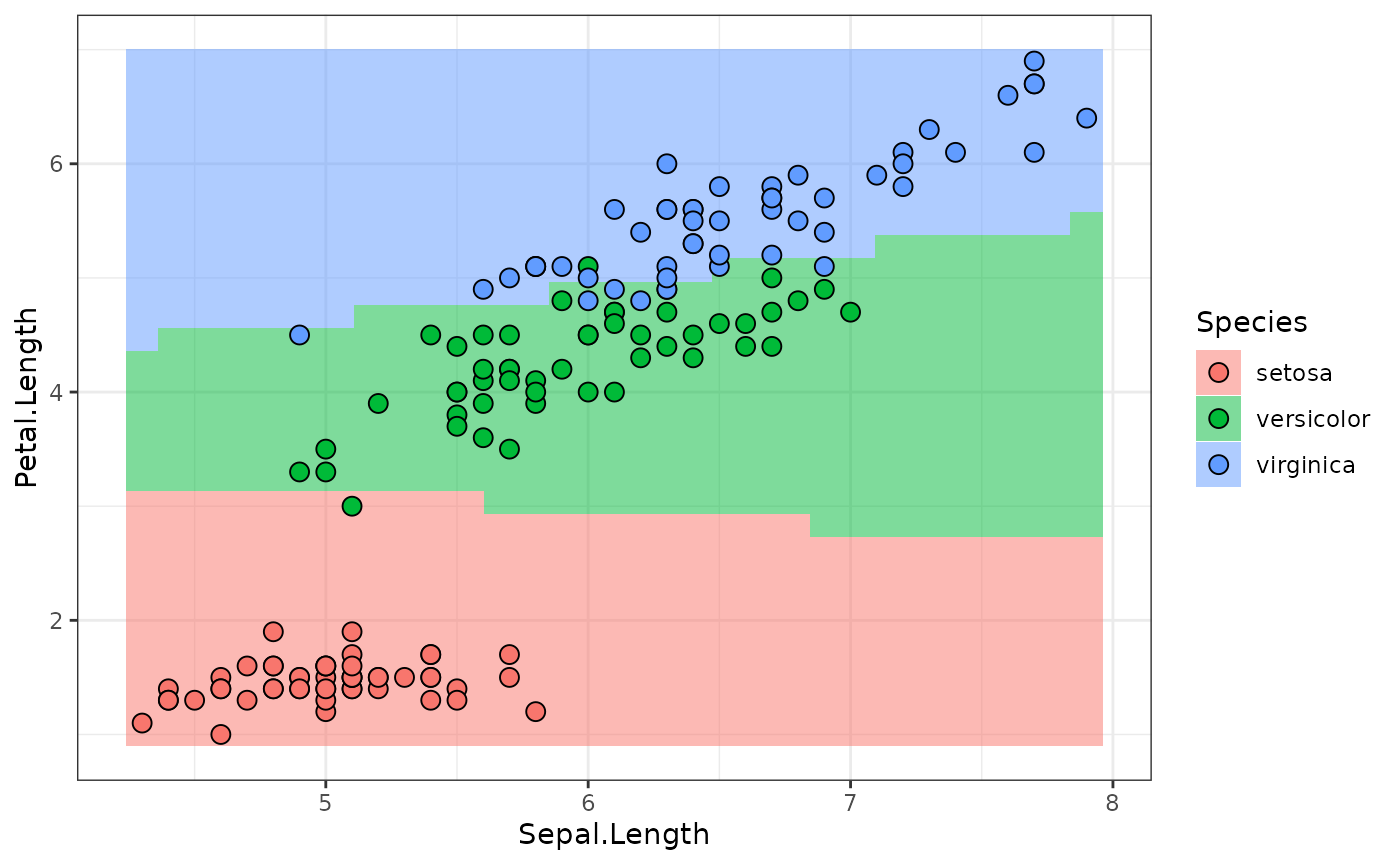 6
4
2
Petal.Length
5 6 7 8
Sepal.Length
Species
setosa
versicolor
virginica